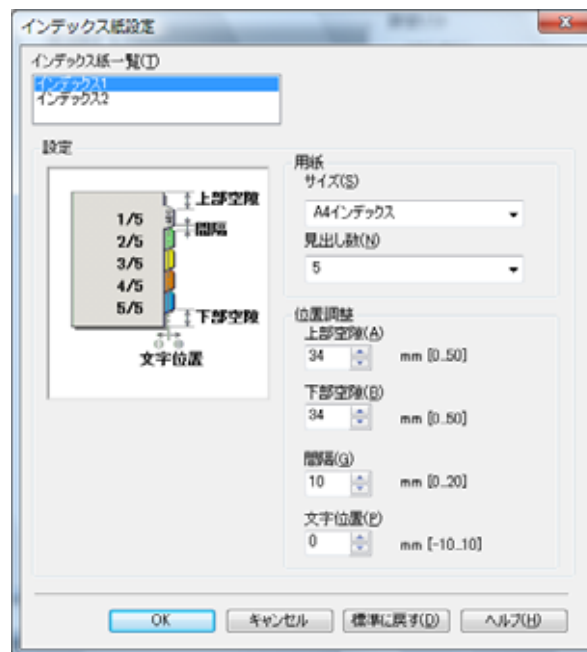 インデックス紙設定
インデックス紙一覧(T)
インデックス1
インデックス2
設定
上部空隙
1/5
間隔
2/5
3/5
4/5
5/5
下部空隙
文字位置
用紙
サイズ(S)
A4インデックス
見出し数(N)
5
位置調整
上部空隙(A)
34 mm [0..50]
下部空隙(B)
34 mm [0..50]
間隔(G)
10 mm [0..20]
文字位置(P)
0 mm [-10..10]
OK キャンセル 標準に戻す(D) ヘルプ(H)